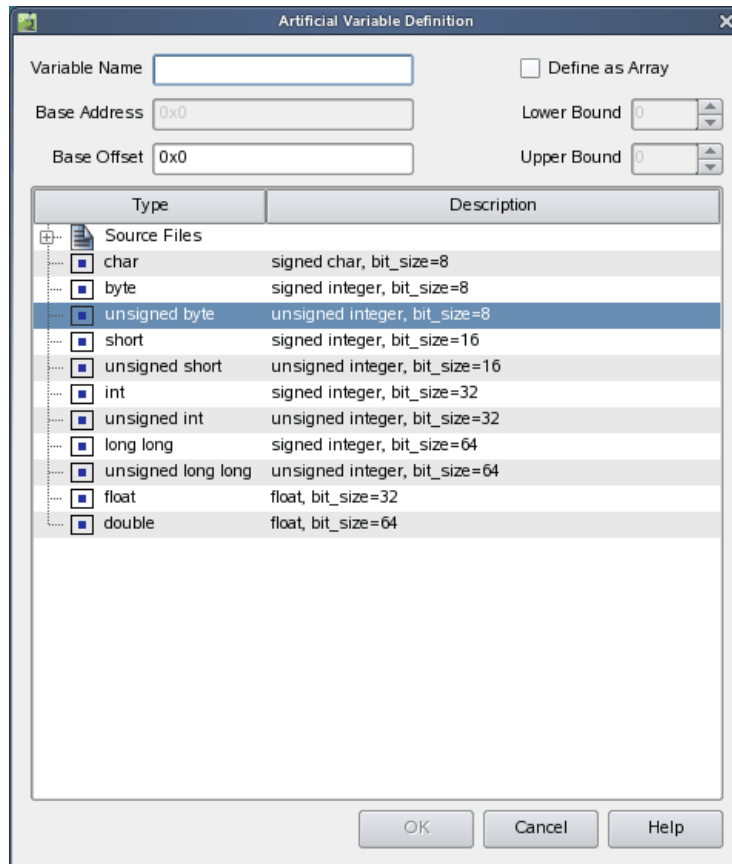 Artificial Variable Definition
Variable Name
Define as Array
Base Address 0x0
Lower Bound 0
Base Offset 0x0
Upper Bound 0
Type Description
Source Files
char signed char, bit_size=8
byte signed integer, bit_size=8
unsigned byte unsigned integer, bit_size=8
short signed integer, bit_size=16
unsigned short unsigned integer, bit_size=16
int signed integer, bit_size=32
unsigned int unsigned integer, bit_size=32
long long signed integer, bit_size=64
unsigned long long unsigned integer, bit_size=64
float float, bit_size=32
double float, bit_size=64
OK Cancel Help